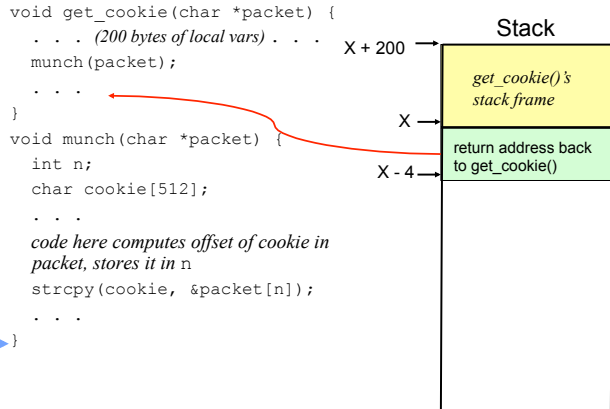 void get_cookie(char *packet) {
. . . (200 bytes of local vars) . . .
munch(packet);
. . .
}
void munch(char *packet) {
int n;
char cookie[512];
. . .
code here computes offset of cookie in
packet, stores it in n
strcpy(cookie, &packet[n]);
. . .
}
Stack
X + 200
get_cookie()'s
stack frame
X
return address back
to get_cookie()
X - 4